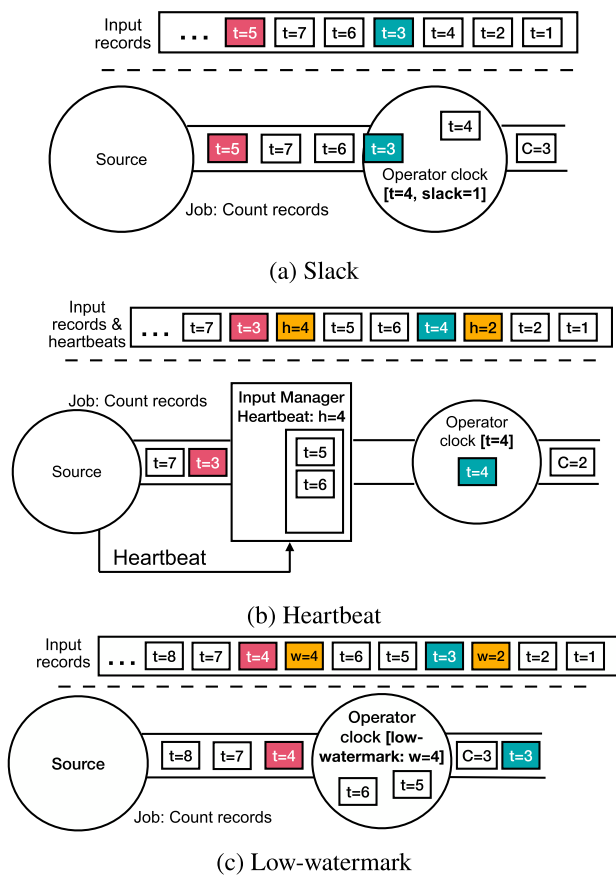 Input
records
... t=5 t=7 t=6 t=3 t=4 t=2 t=1
Source
t=5 t=7 t=6 t=3
t=4
C=3
Operator clock
[t=4, slack=1]
Job: Count records
(a) Slack
Input
records &
heartbeats
... t=7 t=3 h=4 t=5 t=6 t=4 h=2 t=2 t=1
Job: Count records
Input Manager
Heartbeat: h=4
Operator
clock [t=4]
Source
t=7 t=3
t=5
t=6
t=4
C=2
Heartbeat
(b) Heartbeat
Input
records
... t=8 t=7 t=4 w=4 t=6 t=5 t=3 w=2 t=2 t=1
Source
t=8 t=7 t=4
Operator
clock [low-
watermark: w=4]
t=6 t=5
C=3 t=3
Job: Count records
(c) Low-watermark